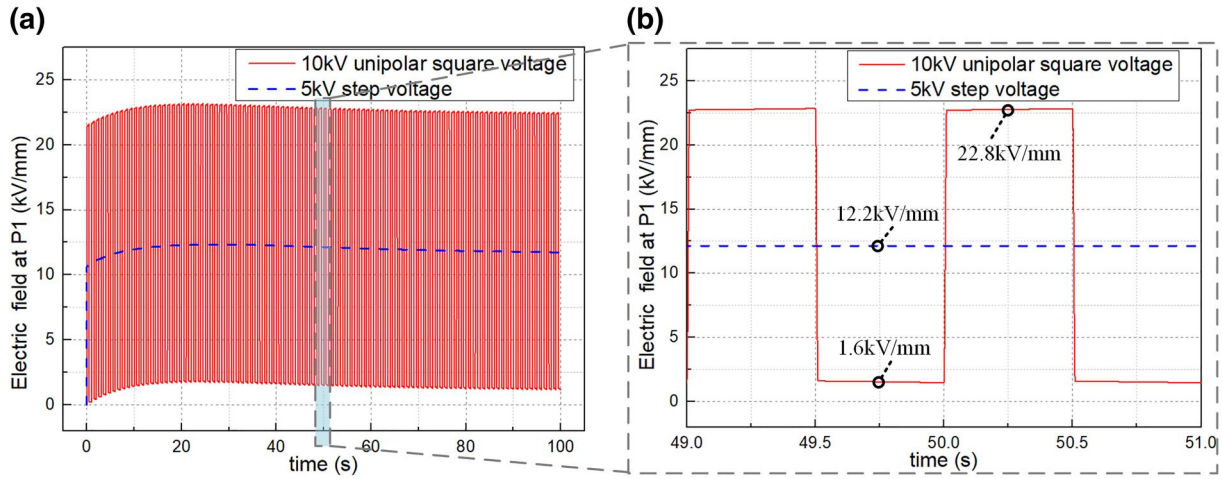 (a)
10kV unipolar square voltage
5kV step voltage
Electric field at P1 (kV/mm)
25
20
15
10
5
0
0 20 40 60 80 100
time (s)
(b)
10kV unipolar square voltage
5kV step voltage
22.8kV/mm
12.2kV/mm
1.6kV/mm
Electric field at P1 (kV/mm)
25
20
15
10
5
0
49.0 49.5 50.0 50.5 51.0
time (s)